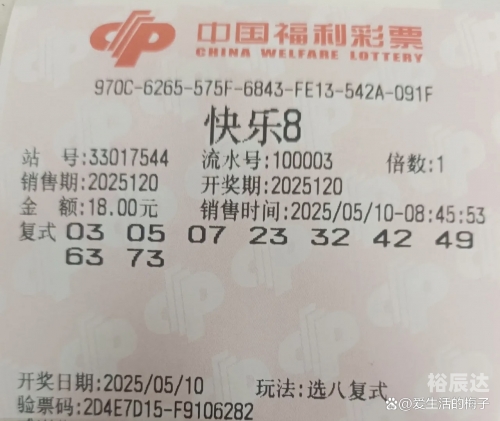 中国福利彩票
CHINA WELFARE LOTTERY
970C-6265-575F-6843-FE13-542A-091F
快乐8
站 号:33017544 流水号:100003 倍数:1
销售期:2025120 开奖期:2025120
金 额:18.00元 销售时间:2025/05/10-08:45:53
复式 03 05 07 23 32 42 49
63 73
开奖日期:2025/05/10 玩法:选八复式
验票码:2D4E7D15-F9106282
裕辰达
@爱生活的梅子